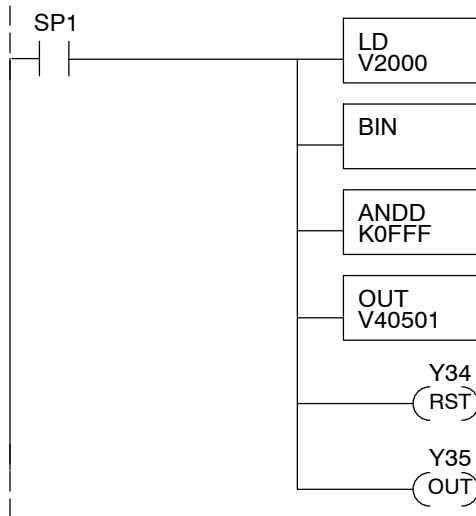 SP1
LD
V2000
BIN
ANDD
K0FFF
OUT
V40501
Y34
RST
Y35
OUT